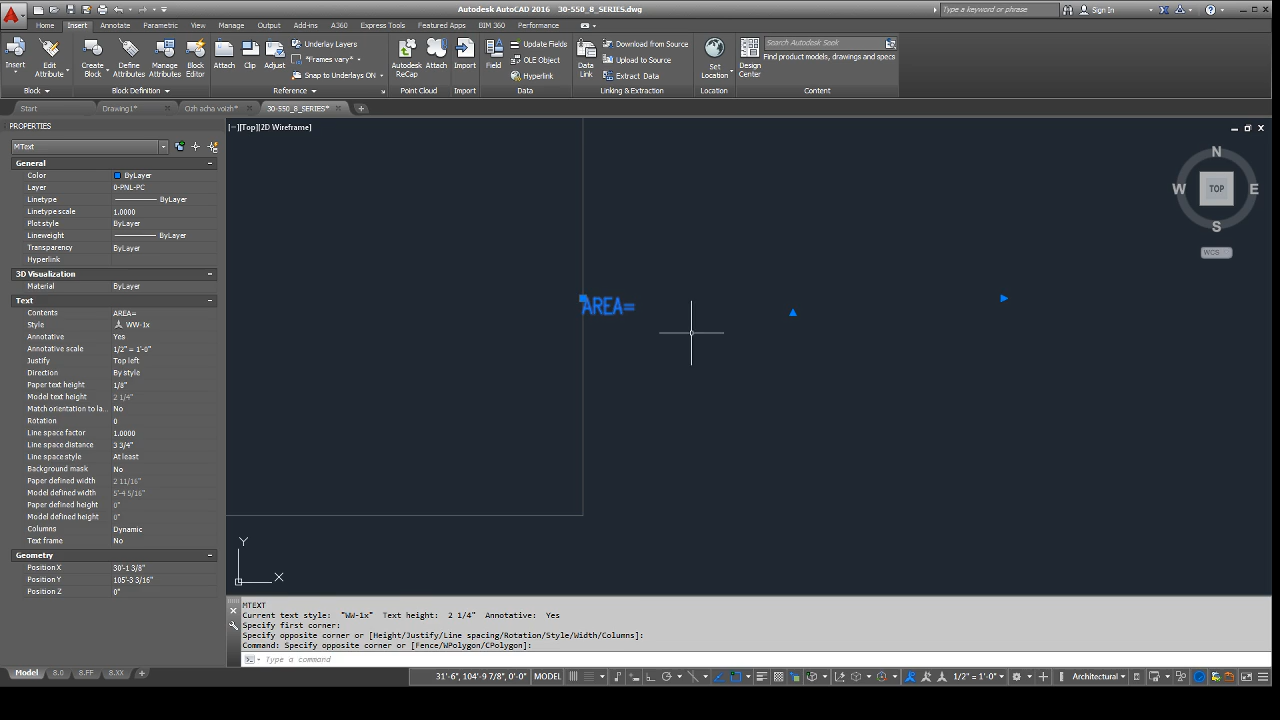 Autodesk AutoCAD 2016 30-550_8_SERIES.dwg
Type a keyword or phrase
Sign In
Home Insert Annotate Parametric View Manage Output Add-ins A360 Express Tools Featured Apps BIM 360 Performance
Insert
Edit Attribute
Create Block
Define Attributes
Manage Attributes
Block Editor
Attach
Clip
Adjust
Underlay Layers
*Frames vary*
Snap to Underlays ON
Autodesk ReCap
Attach
Import
Field
Update Fields
OLE Object
Hyperlink
Data Link
Download from Source
Upload to Source
Extract Data
Set Location
Design Center
Search Autodesk Seek
Find product models, drawings and specs
Block Block Definition Reference Point Cloud Import Data Linking & Extraction Location Content
Start Drawing1* Ozh acha voizh* 30-550_8_SERIES*
PROPERTIES
MText
General
Color ByLayer
Layer 0-PNL-PC
Linetype ByLayer
Linetype scale 1.0000
Plot style ByLayer
Lineweight ByLayer
Transparency ByLayer
Hyperlink
3D Visualization
Material ByLayer
Text
Contents AREA=
Style WW-1x
Annotative Yes
Annotative scale 1/2" = 1'-0"
Justify Top left
Direction By style
Paper text height 1/8"
Model text height 2 1/4"
Match orientation to la... No
Rotation 0
Line space factor 1.0000
Line space distance 3 3/4"
Line space style At least
Background mask No
Paper defined width 2 11/16"
Model defined width 5'-4 5/16"
Paper defined height 0"
Model defined height 0"
Columns Dynamic
Text frame No
Geometry
Position X 30'-1 3/8"
Position Y 105'-3 3/16"
Position Z 0"
[−][Top][2D Wireframe]
AREA=
N
W TOP E
S
WCS
Y
X
MTEXT
Current text style: "WW-1x" Text height: 2 1/4" Annotative: Yes
Specify first corner:
Specify opposite corner or [Height/Justify/Line spacing/Rotation/Style/Width/Columns]:
Command: Specify opposite corner or [Fence/WPolygon/CPolygon]:
Type a command
Model 8.0 8.FF 8.XX
31'-6", 104'-9 7/8", 0'-0" MODEL 1/2" = 1'-0" Architectural